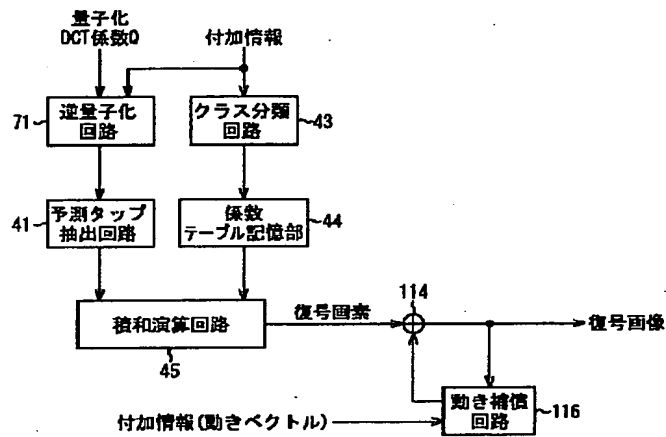 量子化
DCT係数Q
付加情報
逆量子化
回路
71
クラス分類
回路
43
予測タップ
抽出回路
41
係数
テーブル記憶部
44
積和演算回路
45
復号画素
114
復号画像
動き補償
回路
116
付加情報(動きベクトル)